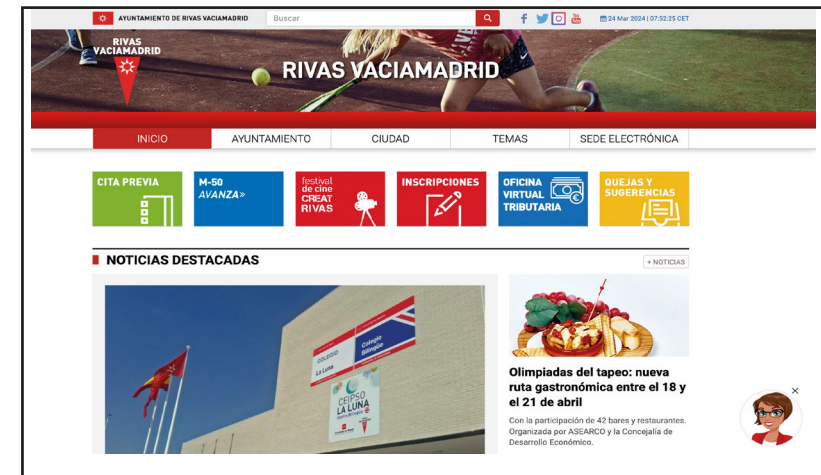 AYUNTAMIENTO DE RIVAS VACIAMADRID
Buscar
24 Mar 2024 | 07:52:25 CET
RIVAS
VACIAMADRID
RIVAS VACIAMADRID
INICIO
AYUNTAMIENTO
CIUDAD
TEMAS
SEDE ELECTRÓNICA
CITA PREVIA
M-50
AVANZA»
festival
de cine
CREAT
RIVAS
INSCRIPCIONES
OFICINA
VIRTUAL
TRIBUTARIA
QUEJAS Y
SUGERENCIAS
NOTICIAS DESTACADAS
+ NOTICIAS
COLEGIO
La Luna
Colegio
Bilingüe
CEIPSO
LA LUNA
Olimpiadas del tapeo: nueva
ruta gastronómica entre el 18 y
el 21 de abril
Con la participación de 42 bares y restaurantes.
Organizada por ASEARCO y la Concejalía de
Desarrollo Económico.